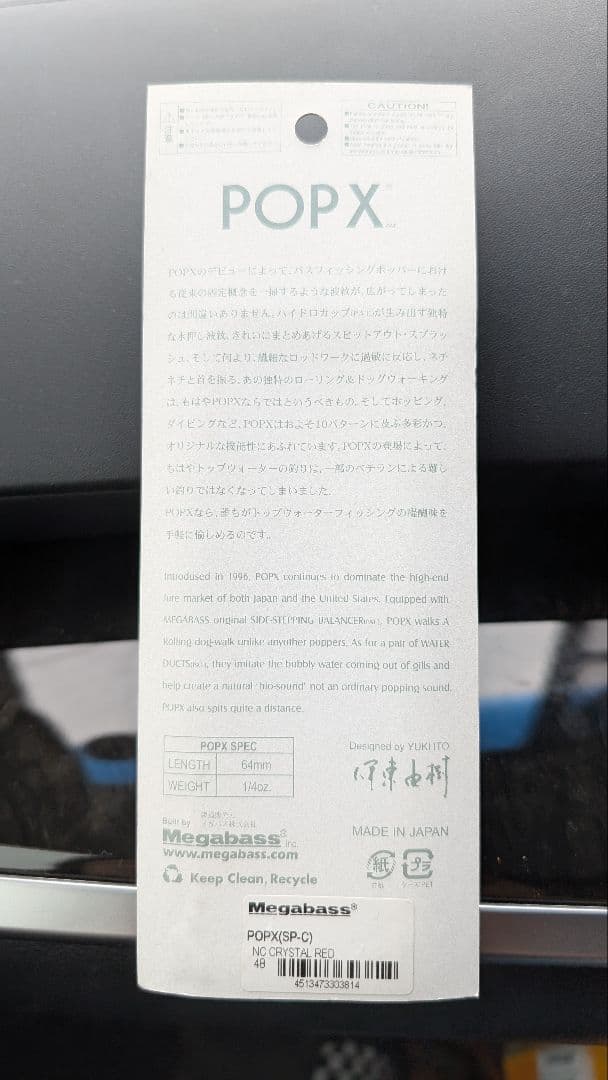 CAUTION!
POPX
POPXのデビューによって、バスフィッシングポッパーにおけ
る従来の固定概念を一掃するような波紋が、広がってしまった
のは間違いありません。ハイドロカップ(PAT.)が生み出す独特
な水押し波紋、きれいにまとめあげるスピットアウト・スプラッ
シュ、そして何より、繊細なロッドワークに過敏に反応し、ネチ
ネチと首を振る、あの独特のローリング&ドッグウォーキング
は、もはやPOPXならではというべきもの。そしてポッピング、
ダイビングなど、POPXはおよそ10パターンに及ぶ多彩かつ、
オリジナルな機能性にあふれています。POPXの登場によって、
もはやトップウォーターの釣りは、一部のベテランによる難し
い釣りではなくなってしまいました。
POPXなら、誰もがトップウォーターフィッシングの醍醐味を
手軽に愉しめるのです。
Introdused in 1996, POPX continues to dominate the high-end
lure market of both Japan and the United States. Equipped with
MEGABASS original SIDE-STEPPING BALANCER(PAT.), POPX walks A
Rolling dog-walk unlike anyother poppers. As for a pair of WATER
DUCTS(PAT.), they imitate the bubbly water coming out of gills and
help create a natural "bio-sound" not an ordinary popping sound.
POPX also spits quite a distance.
POPX SPEC
LENGTH 64mm
WEIGHT 1/4oz.
Designed by YUKI ITO
伊東由樹
Built by
Megabass® Inc.
www.megabass.com
Keep Clean, Recycle
MADE IN JAPAN
紙 プラ
台紙 ケースPET
Megabass®
POPX(SP-C)
NC CRYSTAL RED
48
4513473303814